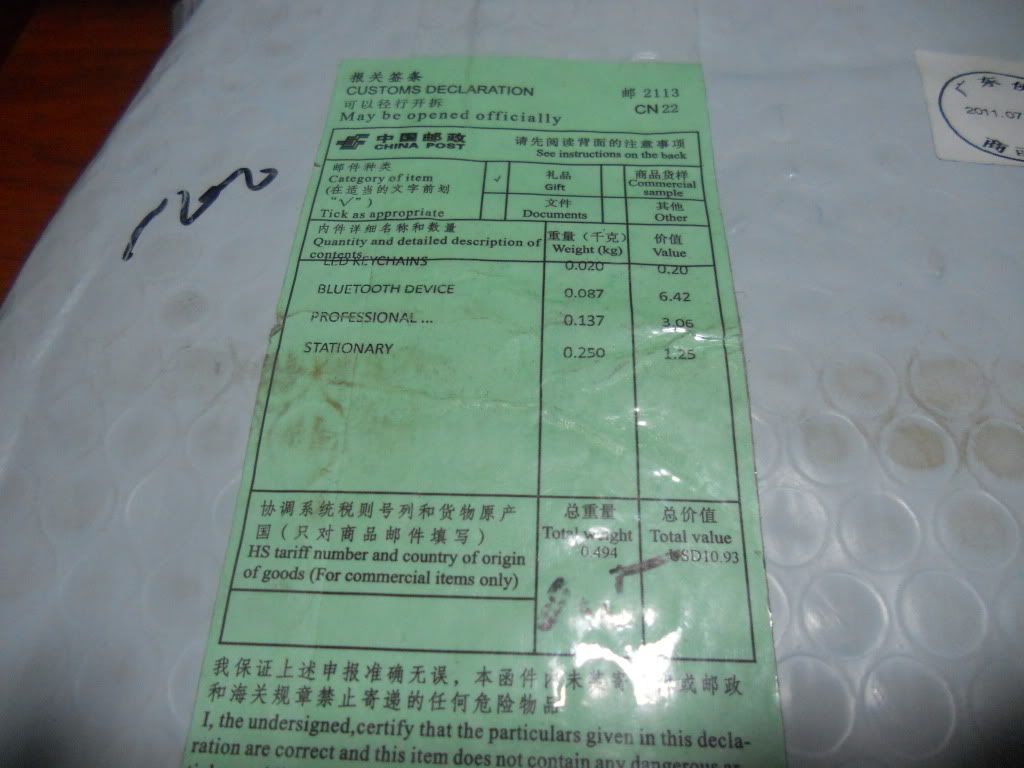 报关签条
CUSTOMS DECLARATION
可以径行开拆
May be opened officially
邮 2113
CN 22
中国邮政
CHINA POST
请先阅读背面的注意事项
See instructions on the back
邮件种类
Category of item
(在适当的文字前划
“√”)
Tick as appropriate
✓
礼品
Gift
商品货样
Commercial
sample
文件
Documents
其他
Other
内件详细名称和数量
Quantity and detailed description of
contents
重量(千克)
Weight (kg)
价值
Value
LED KEYCHAINS 0.020 0.20
BLUETOOTH DEVICE 0.087 6.42
PROFESSIONAL ... 0.137 3.06
STATIONARY 0.250 1.25
协调系统税则号列和货物原产
国(只对商品邮件填写)
HS tariff number and country of origin
of goods (For commercial items only)
总重量
Total weight
0.494
总价值
Total value
USD10.93
我保证上述申报准确无误，本函件内未装寄 或邮政
和海关规章禁止寄递的任何危险物品
I, the undersigned,certify that the particulars given in this decla-
ration are correct and this item does not contain any dangerous
2011.07